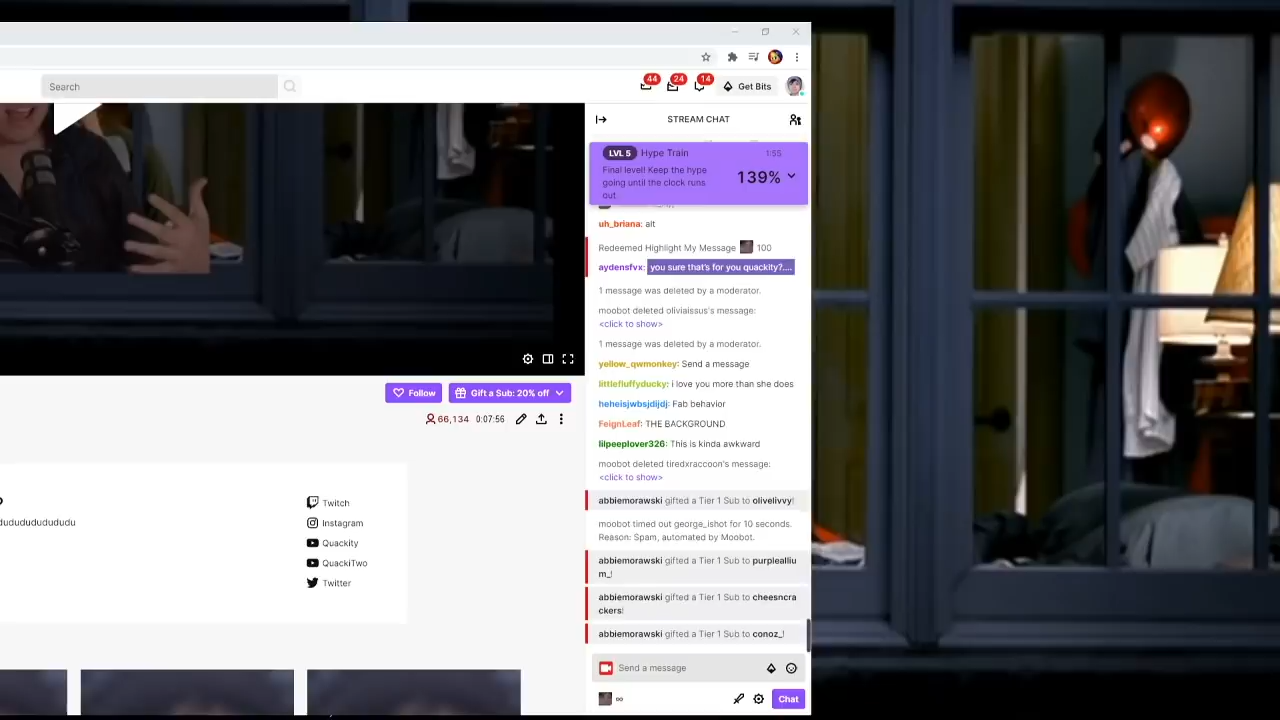 Search
44
24
14
Get Bits
STREAM CHAT
LVL 5 Hype Train 1:55
Final level! Keep the hype
going until the clock runs
out.
139%
uh_briana: alt
Redeemed Highlight My Message 100
aydensfvx: you sure that's for you quackity?....
1 message was deleted by a moderator.
moobot deleted oliviaissus's message:
<click to show>
1 message was deleted by a moderator.
yellow_qwmonkey: Send a message
littlefluffyducky: i love you more than she does
heheisjwbsjdijdj: Fab behavior
FeignLeaf: THE BACKGROUND
lilpeeplover326: This is kinda awkward
moobot deleted tiredxraccoon's message:
<click to show>
abbiemorawski gifted a Tier 1 Sub to olivelivvy!
moobot timed out george_ishot for 10 seconds.
Reason: Spam, automated by Moobot.
abbiemorawski gifted a Tier 1 Sub to purplealliu
m_!
abbiemorawski gifted a Tier 1 Sub to cheesncra
ckers!
abbiemorawski gifted a Tier 1 Sub to conoz_!
Send a message
∞
Chat
Follow
Gift a Sub: 20% off
66,134 0:07:56
dudududududududu
Twitch
Instagram
Quackity
QuackiTwo
Twitter